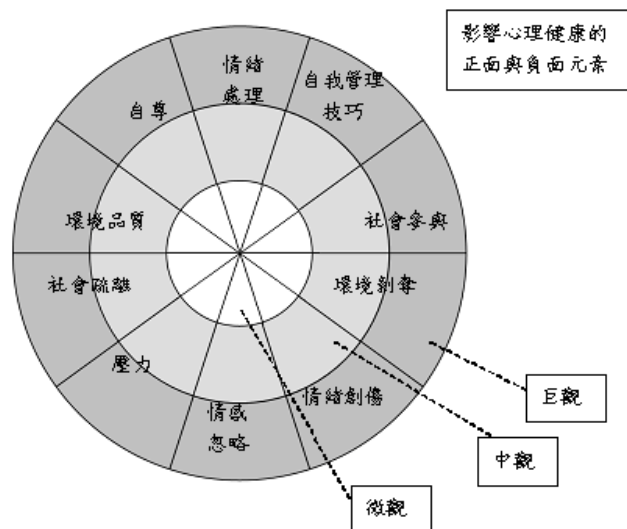 影響心理健康的
正面與負面元素
情緒
處理
自我管理
技巧
自尊
環境品質
社會參與
社會疏離
環境剝奪
壓力
情緒創傷
情感
忽略
巨觀
中觀
微觀